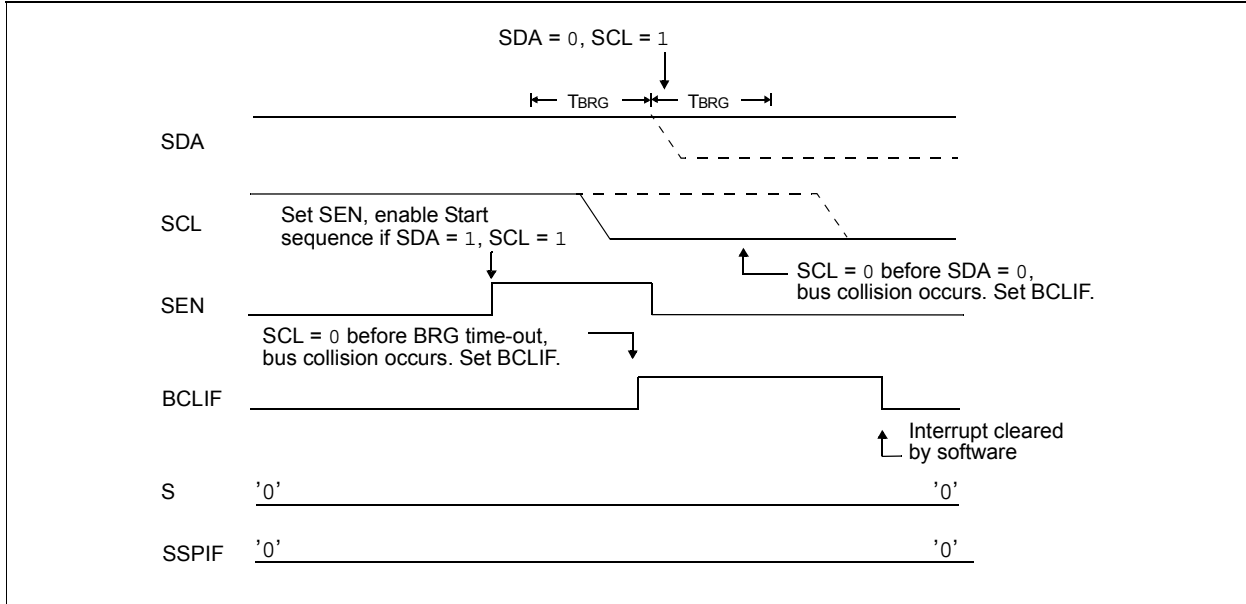 SDA = 0, SCL = 1
TBRG TBRG
SDA
SCL
Set SEN, enable Start
sequence if SDA = 1, SCL = 1
SCL = 0 before SDA = 0,
bus collision occurs. Set BCLIF.
SEN
SCL = 0 before BRG time-out,
bus collision occurs. Set BCLIF.
BCLIF
Interrupt cleared
by software
S '0' '0'
SSPIF '0' '0'